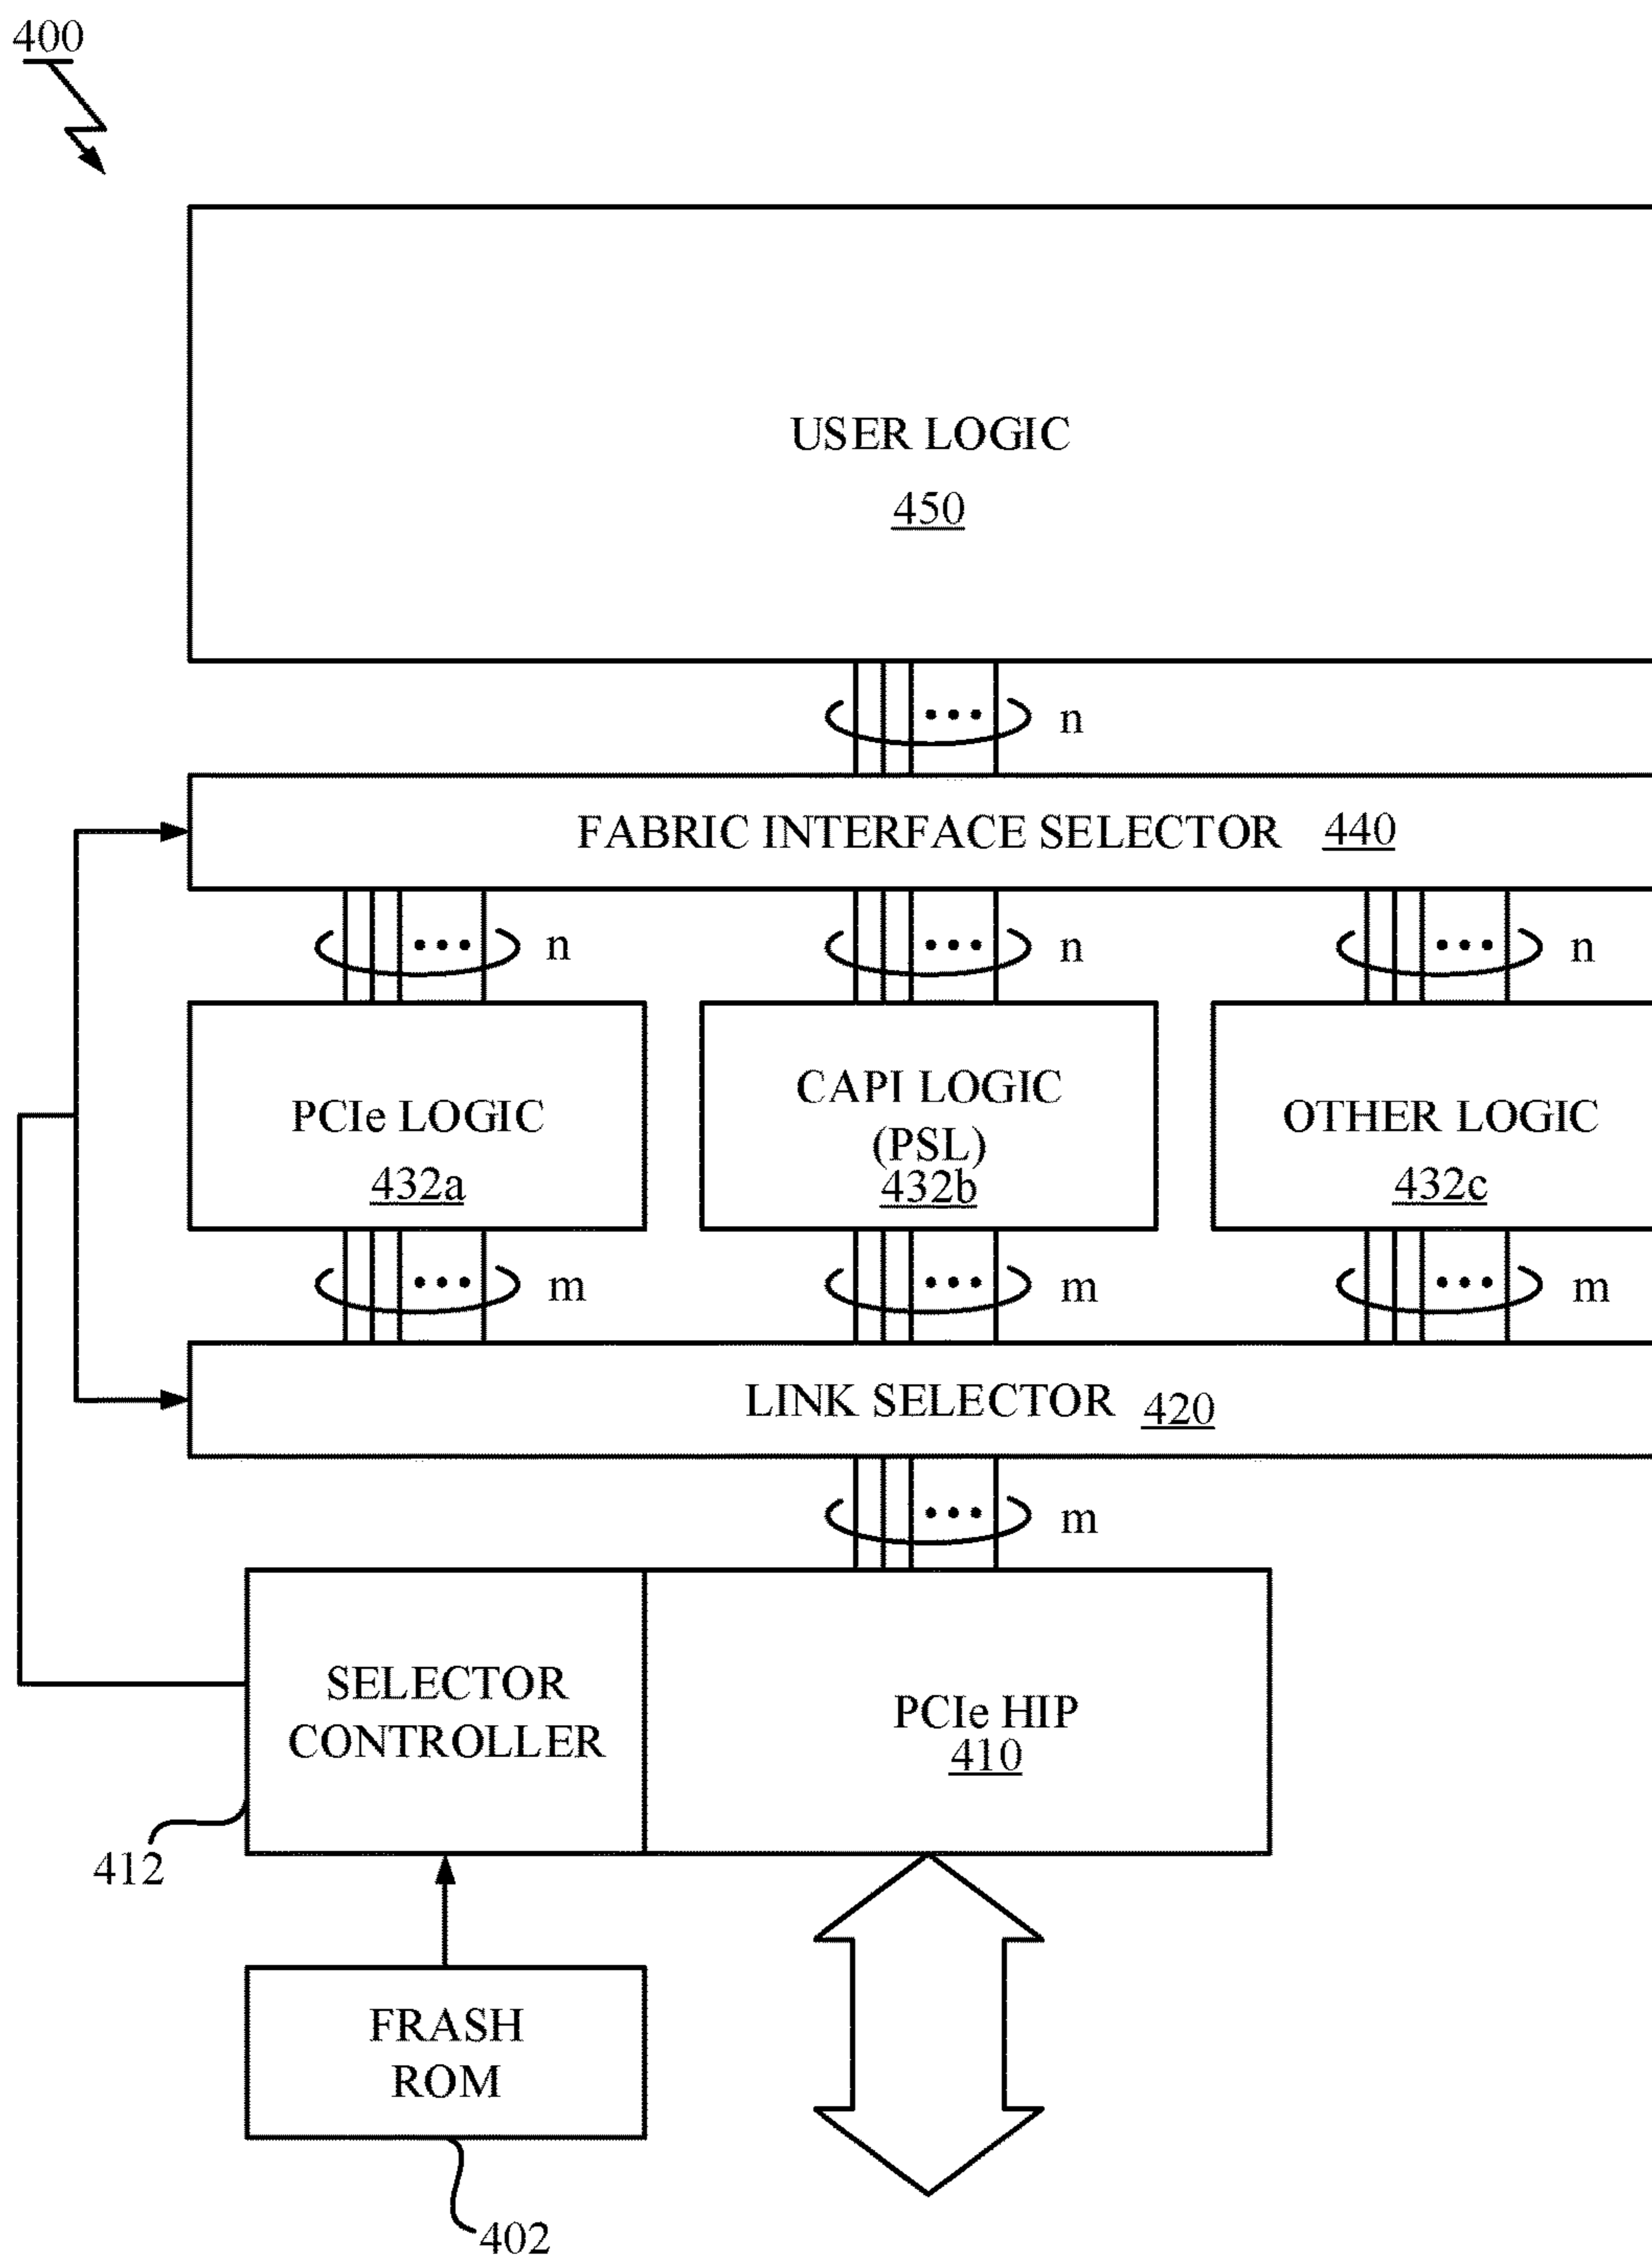 400
USER LOGIC
450
n
FABRIC INTERFACE SELECTOR 440
n n n
PCIe LOGIC
432a
CAPI LOGIC
(PSL)
432b
OTHER LOGIC
432c
m m m
LINK SELECTOR 420
m
SELECTOR
CONTROLLER
PCIe HIP
410
412
FRASH
ROM
402